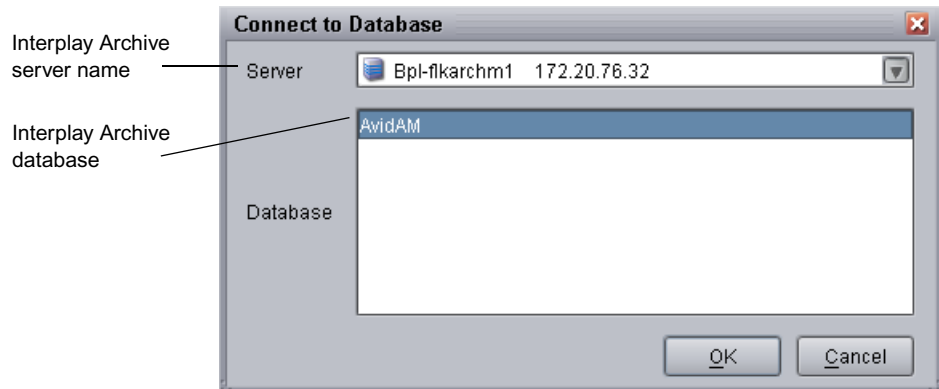 Connect to Database
Interplay Archive
server name
Server
Bpl-flkarchm1 172.20.76.32
Interplay Archive
database
AvidAM
Database
OK
Cancel